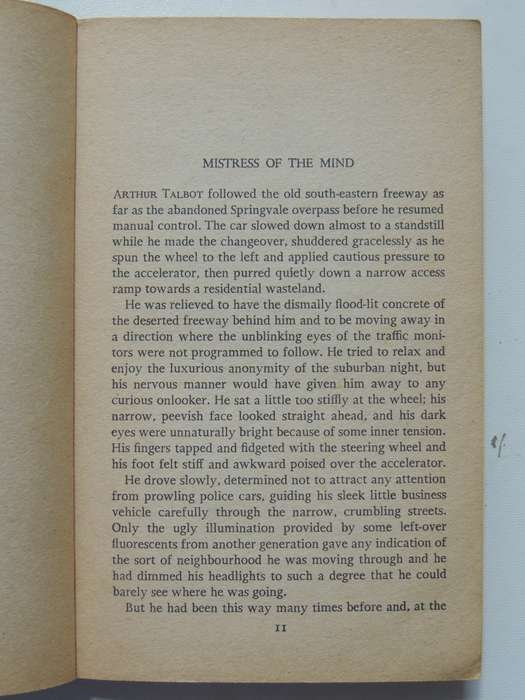 MISTRESS OF THE MIND
ARTHUR TALBOT followed the old south-eastern freeway as
far as the abandoned Springvale overpass before he resumed
manual control. The car slowed down almost to a standstill
while he made the changeover, shuddered gracelessly as he
spun the wheel to the left and applied cautious pressure to
the accelerator, then purred quietly down a narrow access
ramp towards a residential wasteland.
He was relieved to have the dismally flood-lit concrete of
the deserted freeway behind him and to be moving away in
a direction where the unblinking eyes of the traffic moni-
tors were not programmed to follow. He tried to relax and
enjoy the luxurious anonymity of the suburban night, but
his nervous manner would have given him away to any
curious onlooker. He sat a little too stiffly at the wheel; his
narrow, peevish face looked straight ahead, and his dark
eyes were unnaturally bright because of some inner tension.
His fingers tapped and fidgeted with the steering wheel and
his foot felt stiff and awkward poised over the accelerator.
He drove slowly, determined not to attract any attention
from prowling police cars, guiding his sleek little business
vehicle carefully through the narrow, crumbling streets.
Only the ugly illumination provided by some left-over
fluorescents from another generation gave any indication of
the sort of neighbourhood he was moving through and he
had dimmed his headlights to such a degree that he could
barely see where he was going.
But he had been this way many times before and, at the
11